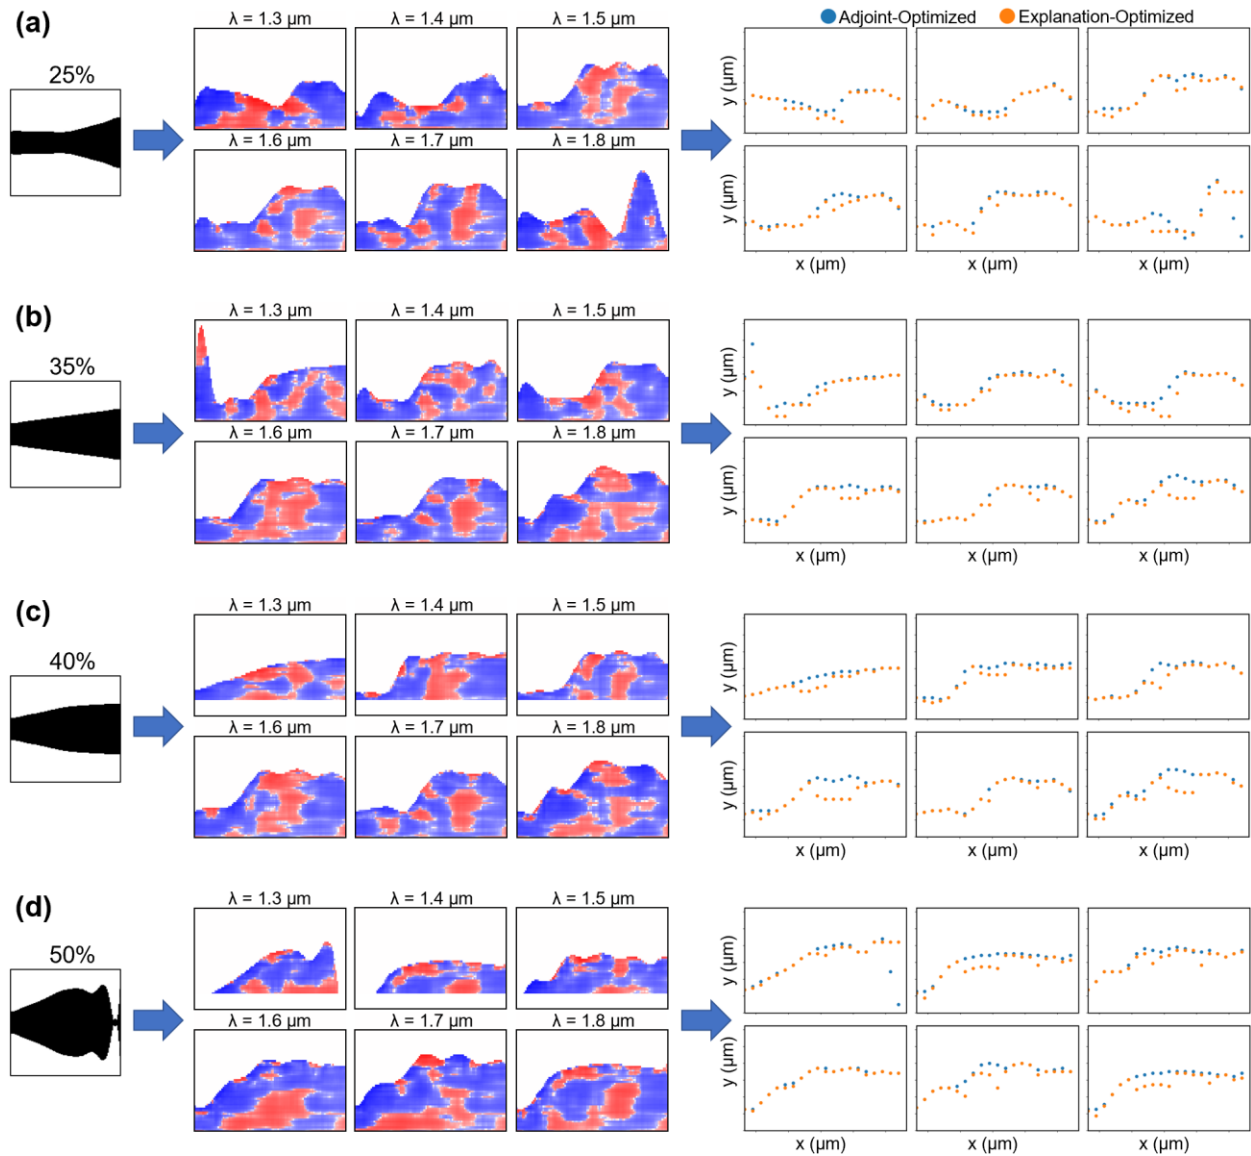 (a)
25%
λ = 1.3 μm
λ = 1.4 μm
λ = 1.5 μm
λ = 1.6 μm
λ = 1.7 μm
λ = 1.8 μm
Adjoint-Optimized
Explanation-Optimized
y (μm)
y (μm)
x (μm)
x (μm)
x (μm)
(b)
35%
λ = 1.3 μm
λ = 1.4 μm
λ = 1.5 μm
λ = 1.6 μm
λ = 1.7 μm
λ = 1.8 μm
y (μm)
y (μm)
x (μm)
x (μm)
x (μm)
(c)
40%
λ = 1.3 μm
λ = 1.4 μm
λ = 1.5 μm
λ = 1.6 μm
λ = 1.7 μm
λ = 1.8 μm
y (μm)
y (μm)
x (μm)
x (μm)
x (μm)
(d)
50%
λ = 1.3 μm
λ = 1.4 μm
λ = 1.5 μm
λ = 1.6 μm
λ = 1.7 μm
λ = 1.8 μm
y (μm)
y (μm)
x (μm)
x (μm)
x (μm)